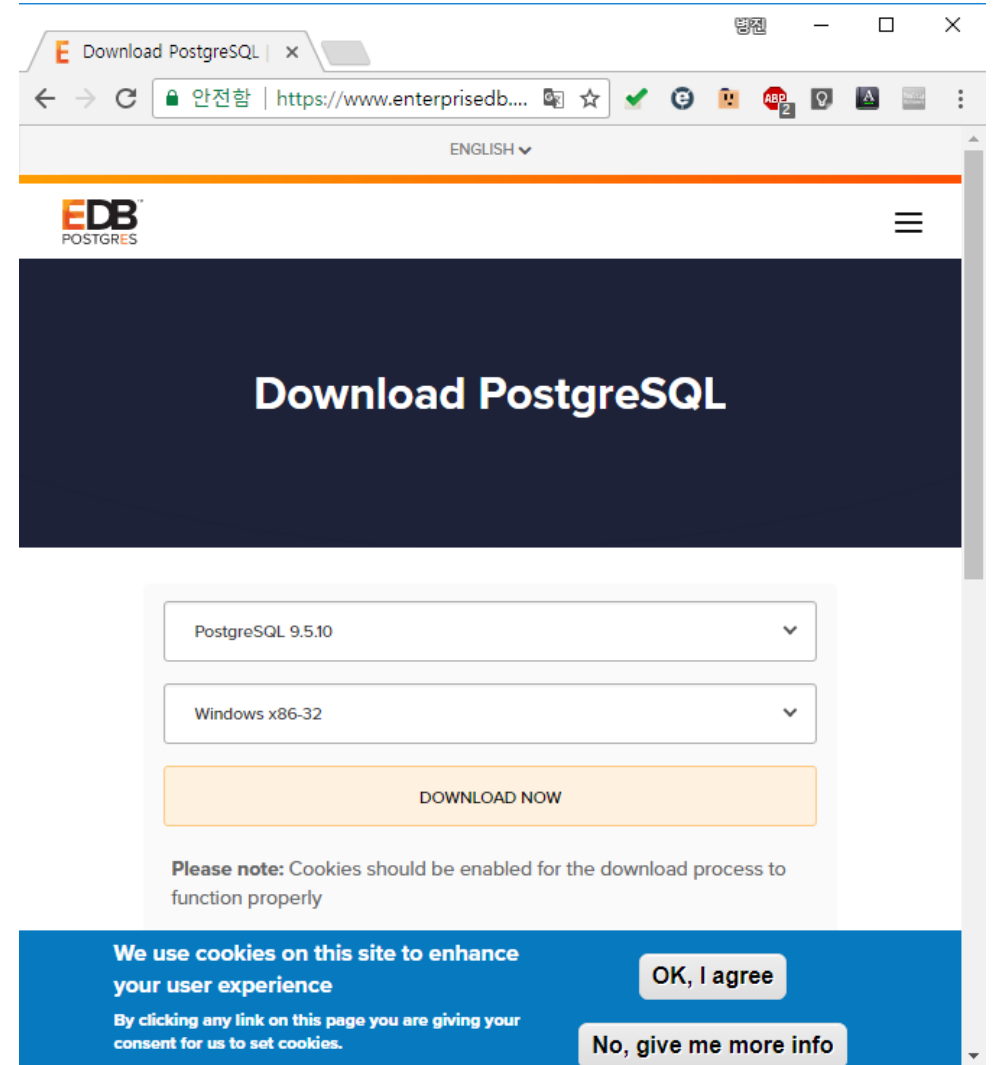 병진
Download PostgreSQL |
안전함 | https://www.enterprisedb....
ABP
2
A
ENGLISH
EDB™
POSTGRES
Download PostgreSQL
PostgreSQL 9.5.10
Windows x86-32
DOWNLOAD NOW
Please note: Cookies should be enabled for the download process to
function properly
We use cookies on this site to enhance
your user experience
By clicking any link on this page you are giving your
consent for us to set cookies.
OK, I agree
No, give me more info